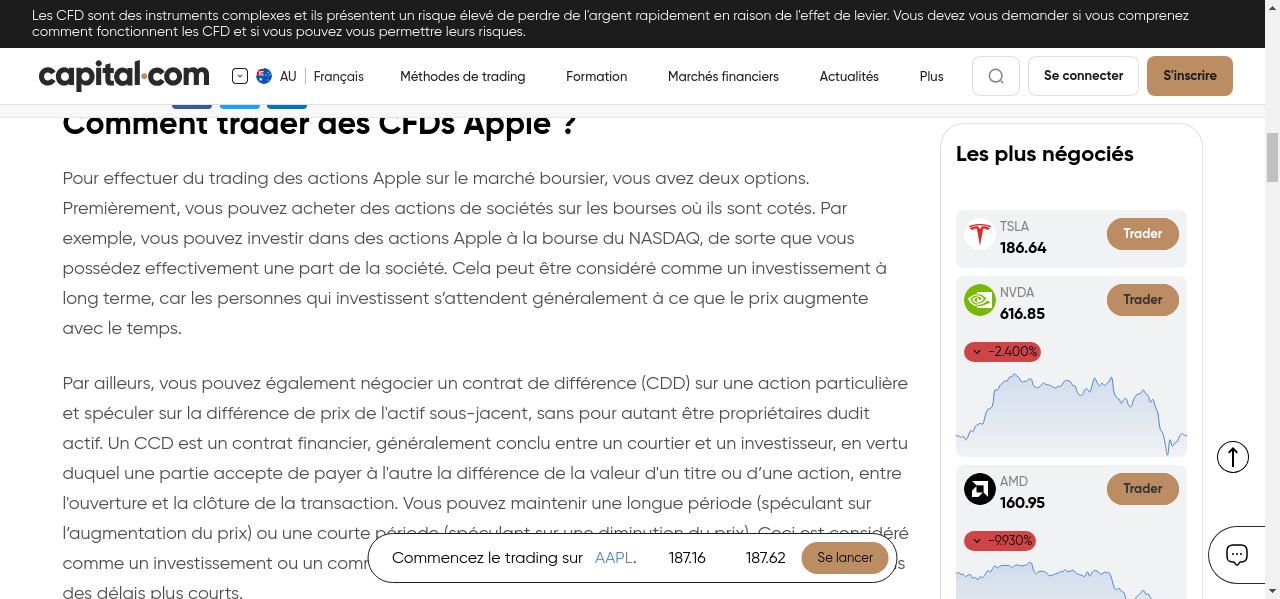 Les CFD sont des instruments complexes et ils présentent un risque élevé de perdre de l'argent rapidement en raison de l'effet de levier. Vous devez vous demander si vous comprenez
comment fonctionnent les CFD et si vous pouvez vous permettre leurs risques.
capital.com
AU
Français
Méthodes de trading
Formation
Marchés financiers
Actualités
Plus
Se connecter
S'inscrire
Comment trader des CFDs Apple ?
Pour effectuer du trading des actions Apple sur le marché boursier, vous avez deux options.
Premièrement, vous pouvez acheter des actions de sociétés sur les bourses où ils sont cotés. Par
exemple, vous pouvez investir dans des actions Apple à la bourse du NASDAQ, de sorte que vous
possédez effectivement une part de la société. Cela peut être considéré comme un investissement à
long terme, car les personnes qui investissent s’attendent généralement à ce que le prix augmente
avec le temps.
Par ailleurs, vous pouvez également négocier un contrat de différence (CDD) sur une action particulière
et spéculer sur la différence de prix de l'actif sous-jacent, sans pour autant être propriétaires dudit
actif. Un CCD est un contrat financier, généralement conclu entre un courtier et un investisseur, en vertu
duquel une partie accepte de payer à l'autre la différence de la valeur d'un titre ou d’une action, entre
l'ouverture et la clôture de la transaction. Vous pouvez maintenir une longue période (spéculant sur
l’augmentation du prix) ou une courte période (spéculant sur une diminution du prix). Ceci est considéré
comme un investissement ou un
des délais plus courts.
Commencez le trading sur AAPL.
187.16
187.62
Se lancer
Les plus négociés
TSLA
186.64
Trader
NVDA
616.85
Trader
-2.400%
AMD
160.95
Trader
-9.930%